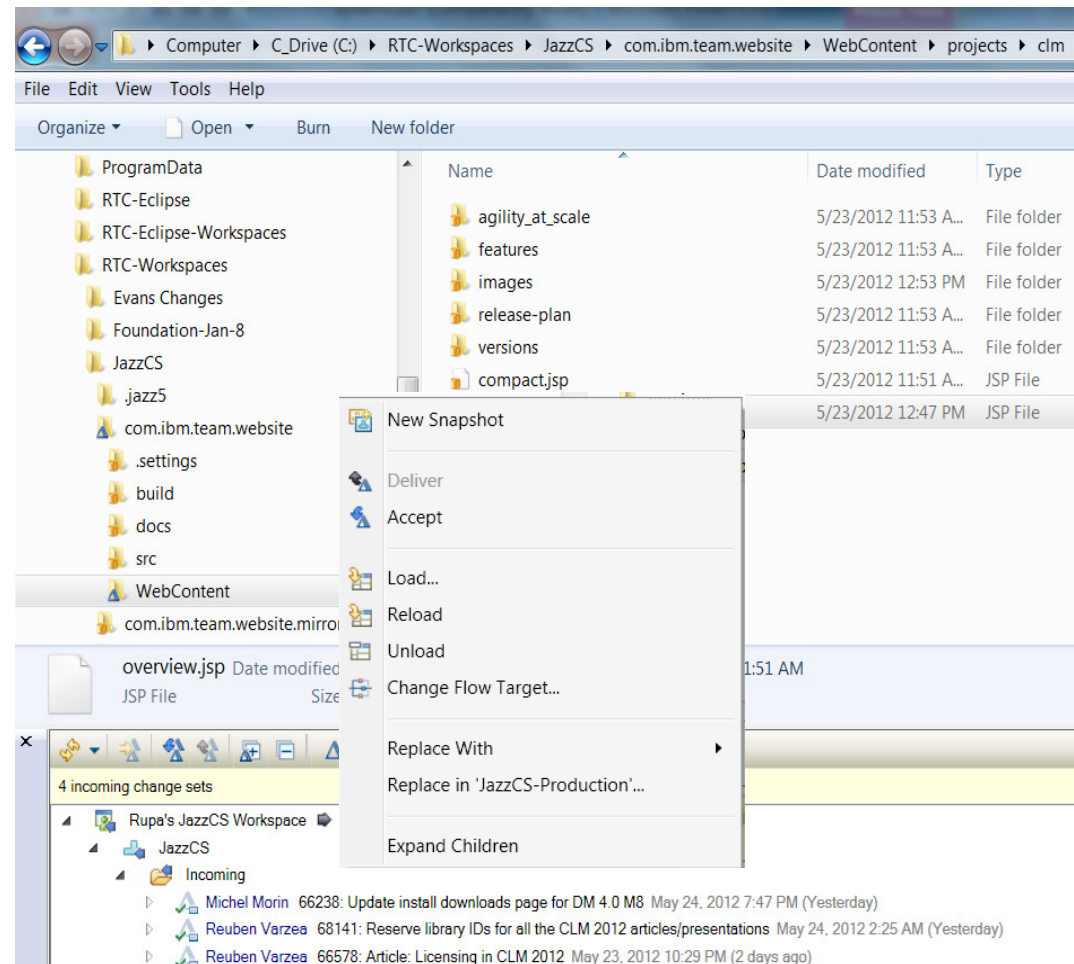 Computer C_Drive (C:) RTC-Workspaces JazzCS com.ibm.team.website WebContent projects clm
File Edit View Tools Help
Organize Open Burn New folder
ProgramData
RTC-Eclipse
RTC-Eclipse-Workspaces
RTC-Workspaces
Evans Changes
Foundation-Jan-8
JazzCS
.jazz5
com.ibm.team.website
.settings
build
docs
src
WebContent
com.ibm.team.website.mirro
Name Date modified Type
agility_at_scale 5/23/2012 11:53 A... File folder
features 5/23/2012 11:53 A... File folder
images 5/23/2012 12:53 PM File folder
release-plan 5/23/2012 11:53 A... File folder
versions 5/23/2012 11:53 A... File folder
compact.jsp 5/23/2012 11:51 A... JSP File
5/23/2012 12:47 PM JSP File
New Snapshot
Deliver
Accept
Load...
Reload
Unload
Change Flow Target...
Replace With
Replace in 'JazzCS-Production'...
Expand Children
overview.jsp Date modified 1:51 AM
JSP File Size
4 incoming change sets
Rupa's JazzCS Workspace
JazzCS
Incoming
Michel Morin 66238: Update install downloads page for DM 4.0 M8 May 24, 2012 7:47 PM (Yesterday)
Reuben Varzea 68141: Reserve library IDs for all the CLM 2012 articles/presentations May 24, 2012 2:25 AM (Yesterday)
Reuben Varzea 66578: Article: Licensing in CLM 2012 May 23, 2012 10:29 PM (2 days ago)